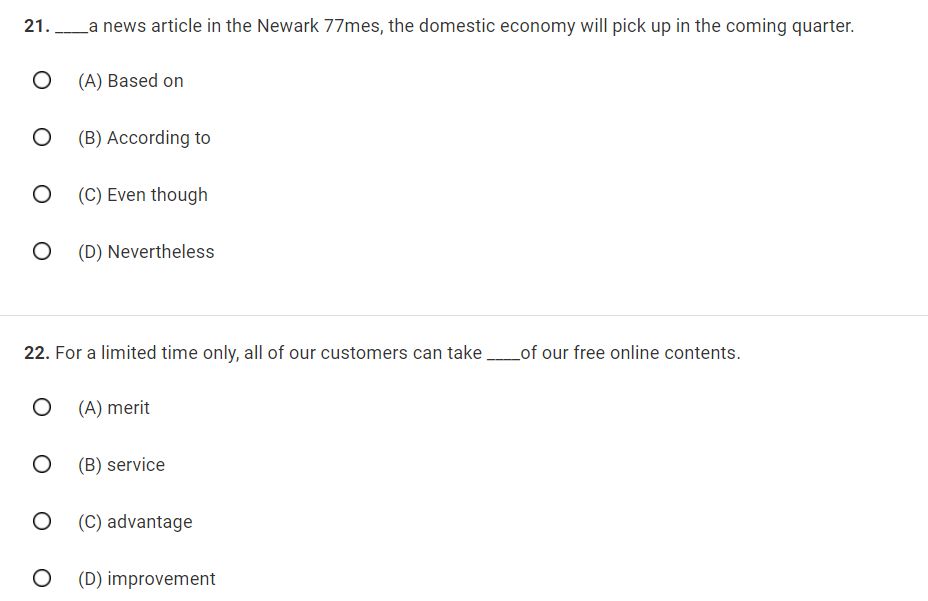 21. ____a news article in the Newark 77mes, the domestic economy will pick up in the coming quarter.
(A) Based on
(B) According to
(C) Even though
(D) Nevertheless
22. For a limited time only, all of our customers can take ____of our free online contents.
(A) merit
(B) service
(C) advantage
(D) improvement